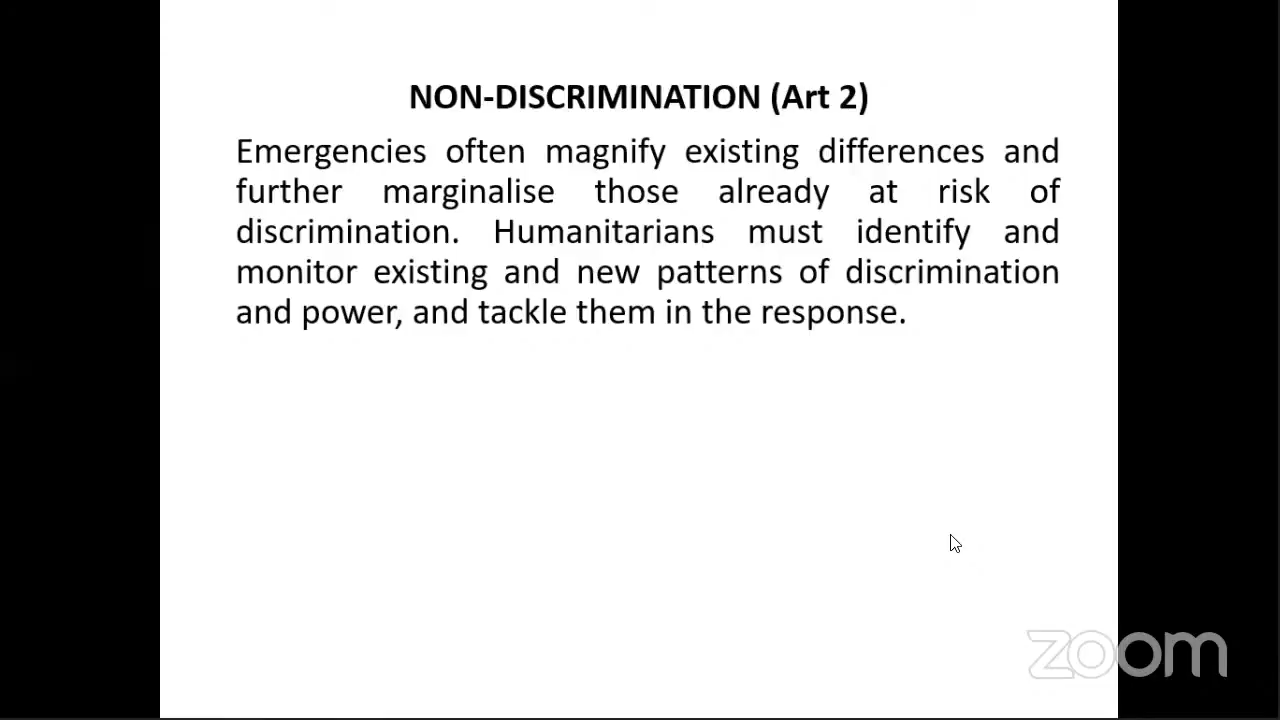 NON-DISCRIMINATION (Art 2)
Emergencies often magnify existing differences and
further marginalise those already at risk of
discrimination. Humanitarians must identify and
monitor existing and new patterns of discrimination
and power, and tackle them in the response.
zoom